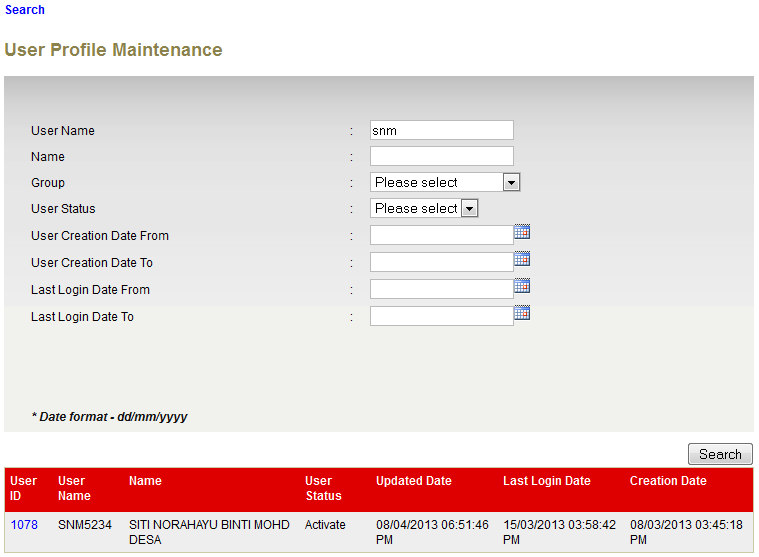 Search
User Profile Maintenance
User Name : snm
Name :
Group : Please select
User Status : Please select
User Creation Date From :
User Creation Date To :
Last Login Date From :
Last Login Date To :
* Date format - dd/mm/yyyy
Search
User ID User Name Name User Status Updated Date Last Login Date Creation Date
1078 SNM5234 SITI NORAHAYU BINTI MOHD DESA Activate 08/04/2013 06:51:46 PM 15/03/2013 03:58:42 PM 08/03/2013 03:45:18 PM